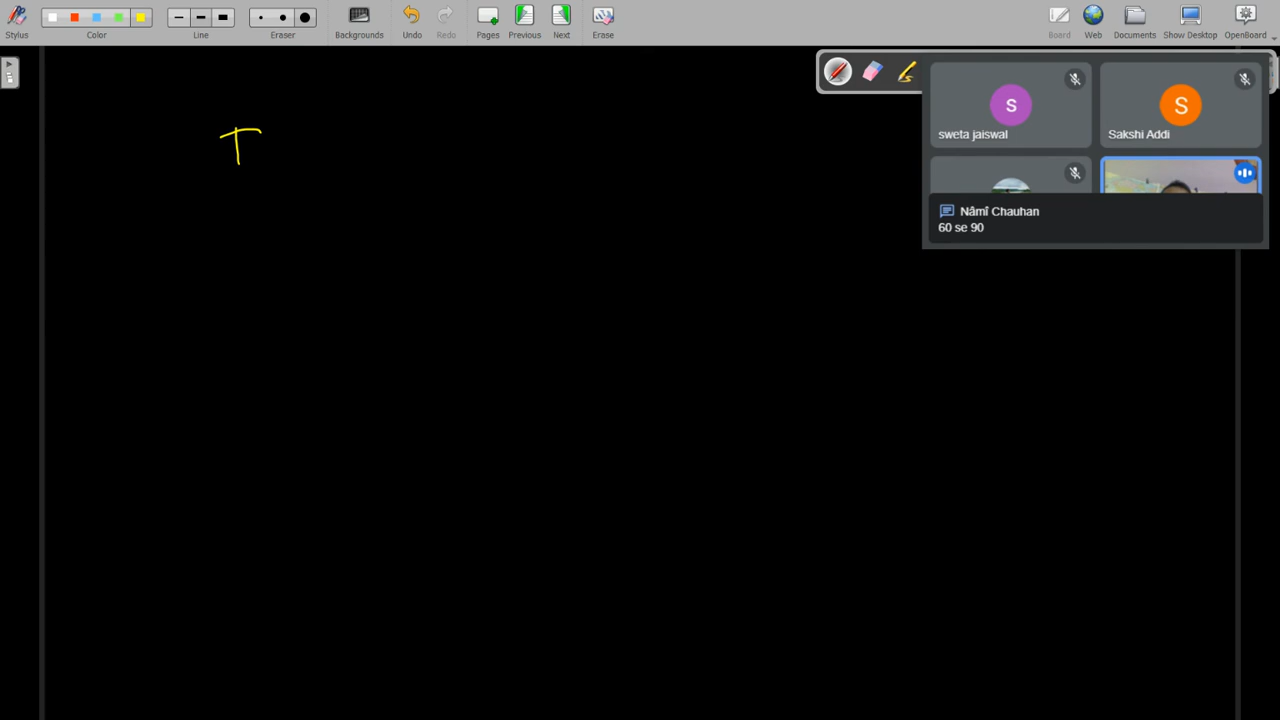 Stylus
Color
Line
Eraser
Backgrounds
Undo
Redo
Pages
Previous
Next
Erase
Board
Web
Documents
Show Desktop
OpenBoard
T
s
sweta jaiswal
S
Sakshi Addi
Nâmî Chauhan
60 se 90